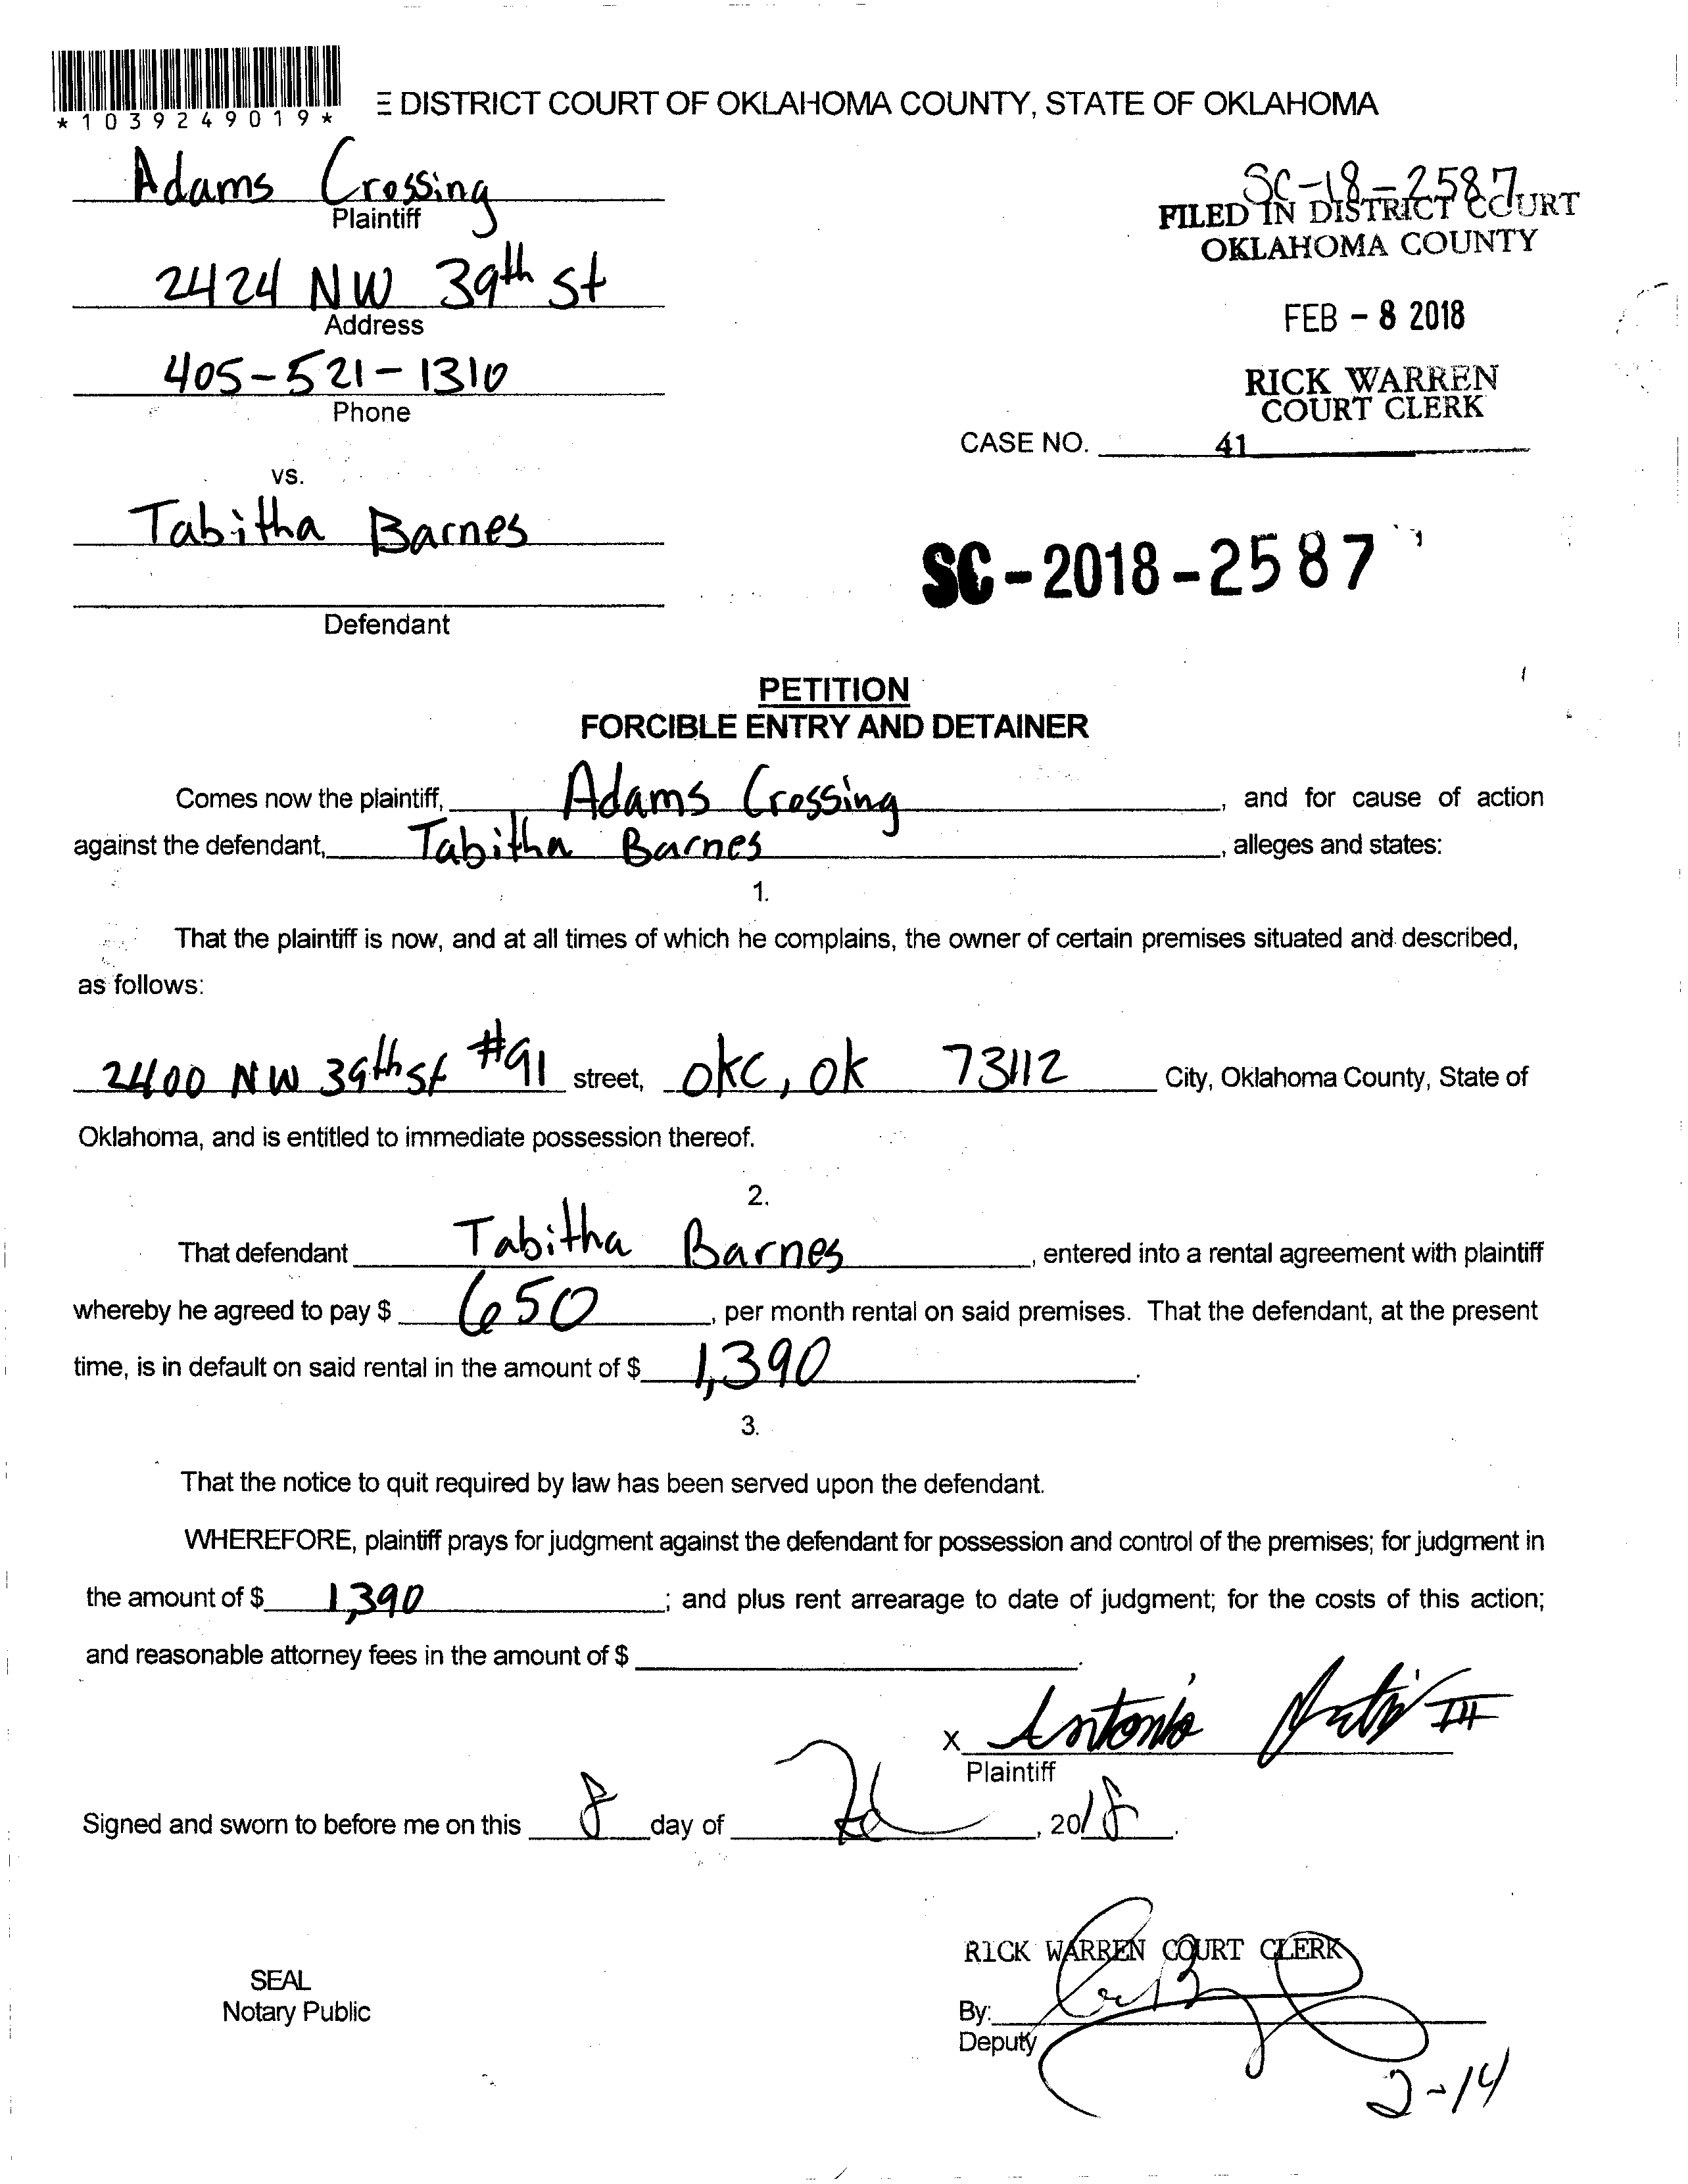 *1039249019*
E DISTRICT COURT OF OKLAHOMA COUNTY, STATE OF OKLAHOMA
Adams Crossing
Plaintiff
SC-18-2587
FILED IN DISTRICT COURT
OKLAHOMA COUNTY
2424 NW 39th St
Address
FEB - 8 2018
405-521-1310
Phone
RICK WARREN
COURT CLERK
CASE NO. 41
vs.
Tabitha Barnes
SC-2018-2587
Defendant
PETITION
FORCIBLE ENTRY AND DETAINER
Comes now the plaintiff, Adams Crossing, and for cause of action
against the defendant, Tabitha Barnes, alleges and states:
1.
That the plaintiff is now, and at all times of which he complains, the owner of certain premises situated and described,
as follows:
2400 NW 39th St #91 street, OKC, OK 73112 City, Oklahoma County, State of
Oklahoma, and is entitled to immediate possession thereof.
2.
That defendant Tabitha Barnes, entered into a rental agreement with plaintiff
whereby he agreed to pay $ 650, per month rental on said premises. That the defendant, at the present
time, is in default on said rental in the amount of $ 1,390.
3.
That the notice to quit required by law has been served upon the defendant.
WHEREFORE, plaintiff prays for judgment against the defendant for possession and control of the premises; for judgment in
the amount of $ 1,390; and plus rent arrearage to date of judgment; for the costs of this action;
and reasonable attorney fees in the amount of $ .
X Antonio III
Plaintiff
Signed and sworn to before me on this 8 day of , 2018.
RICK WARREN COURT CLERK
SEAL
Notary Public
By:
Deputy
2-14